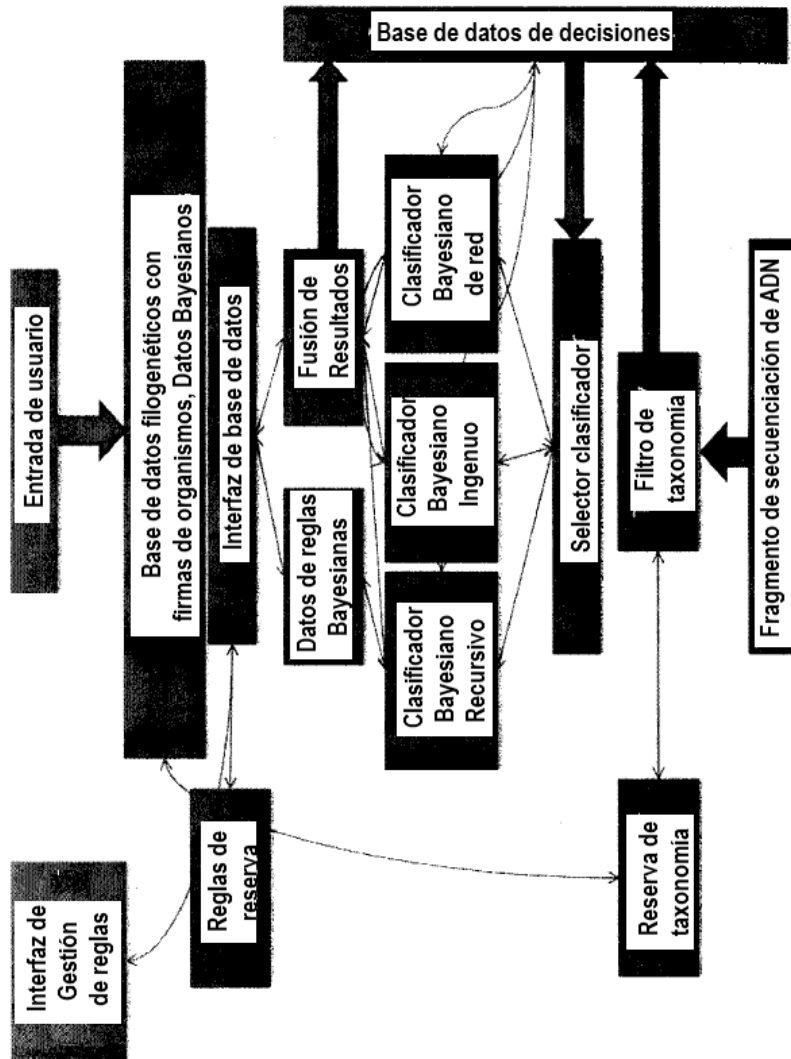 Entrada de usuario
Base de datos filogenéticos con
firmas de organismos, Datos Bayesianos
Interfaz de base de datos
Interfaz de
Gestión
de reglas
Reglas de
reserva
Datos de reglas
Bayesianas
Fusión de
Resultados
Base de datos de decisiones
Clasificador
Bayesiano
Recursivo
Clasificador
Bayesiano
Ingenuo
Clasificador
Bayesiano
de red
Selector clasificador
Reserva de
taxonomía
Filtro de
taxonomía
Fragmento de secuenciación de ADN